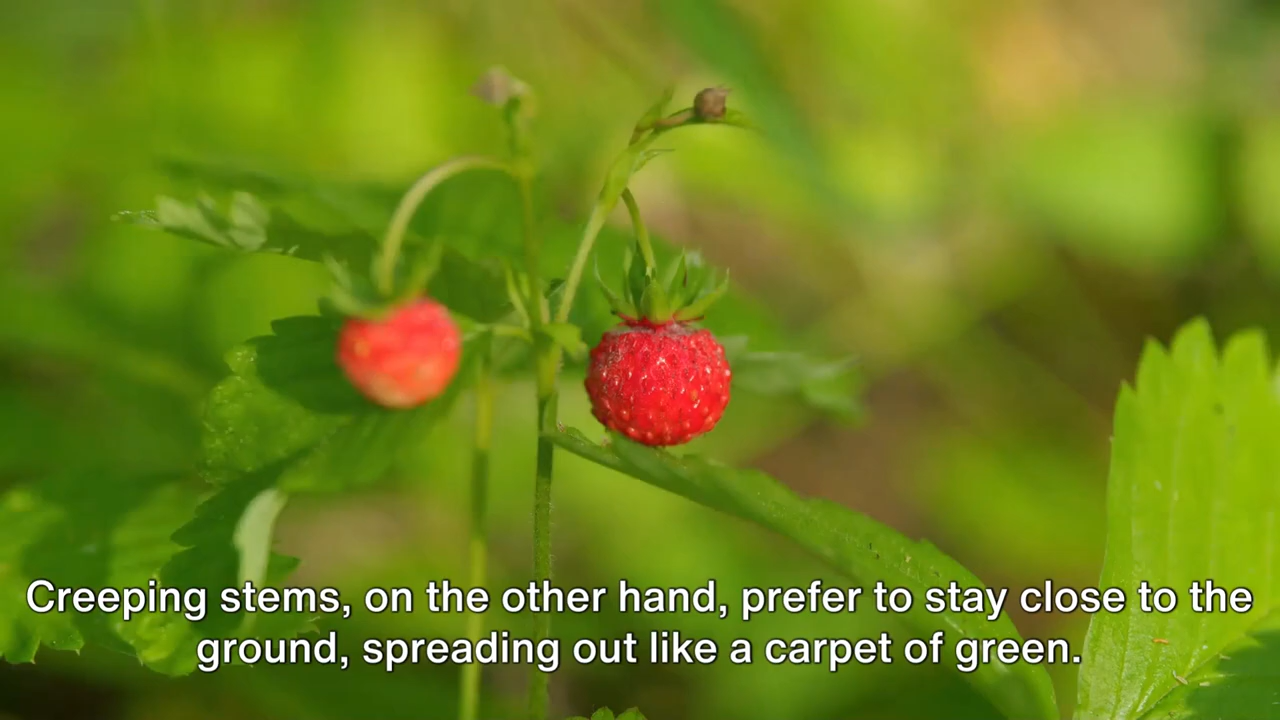 Creeping stems, on the other hand, prefer to stay close to the
ground, spreading out like a carpet of green.